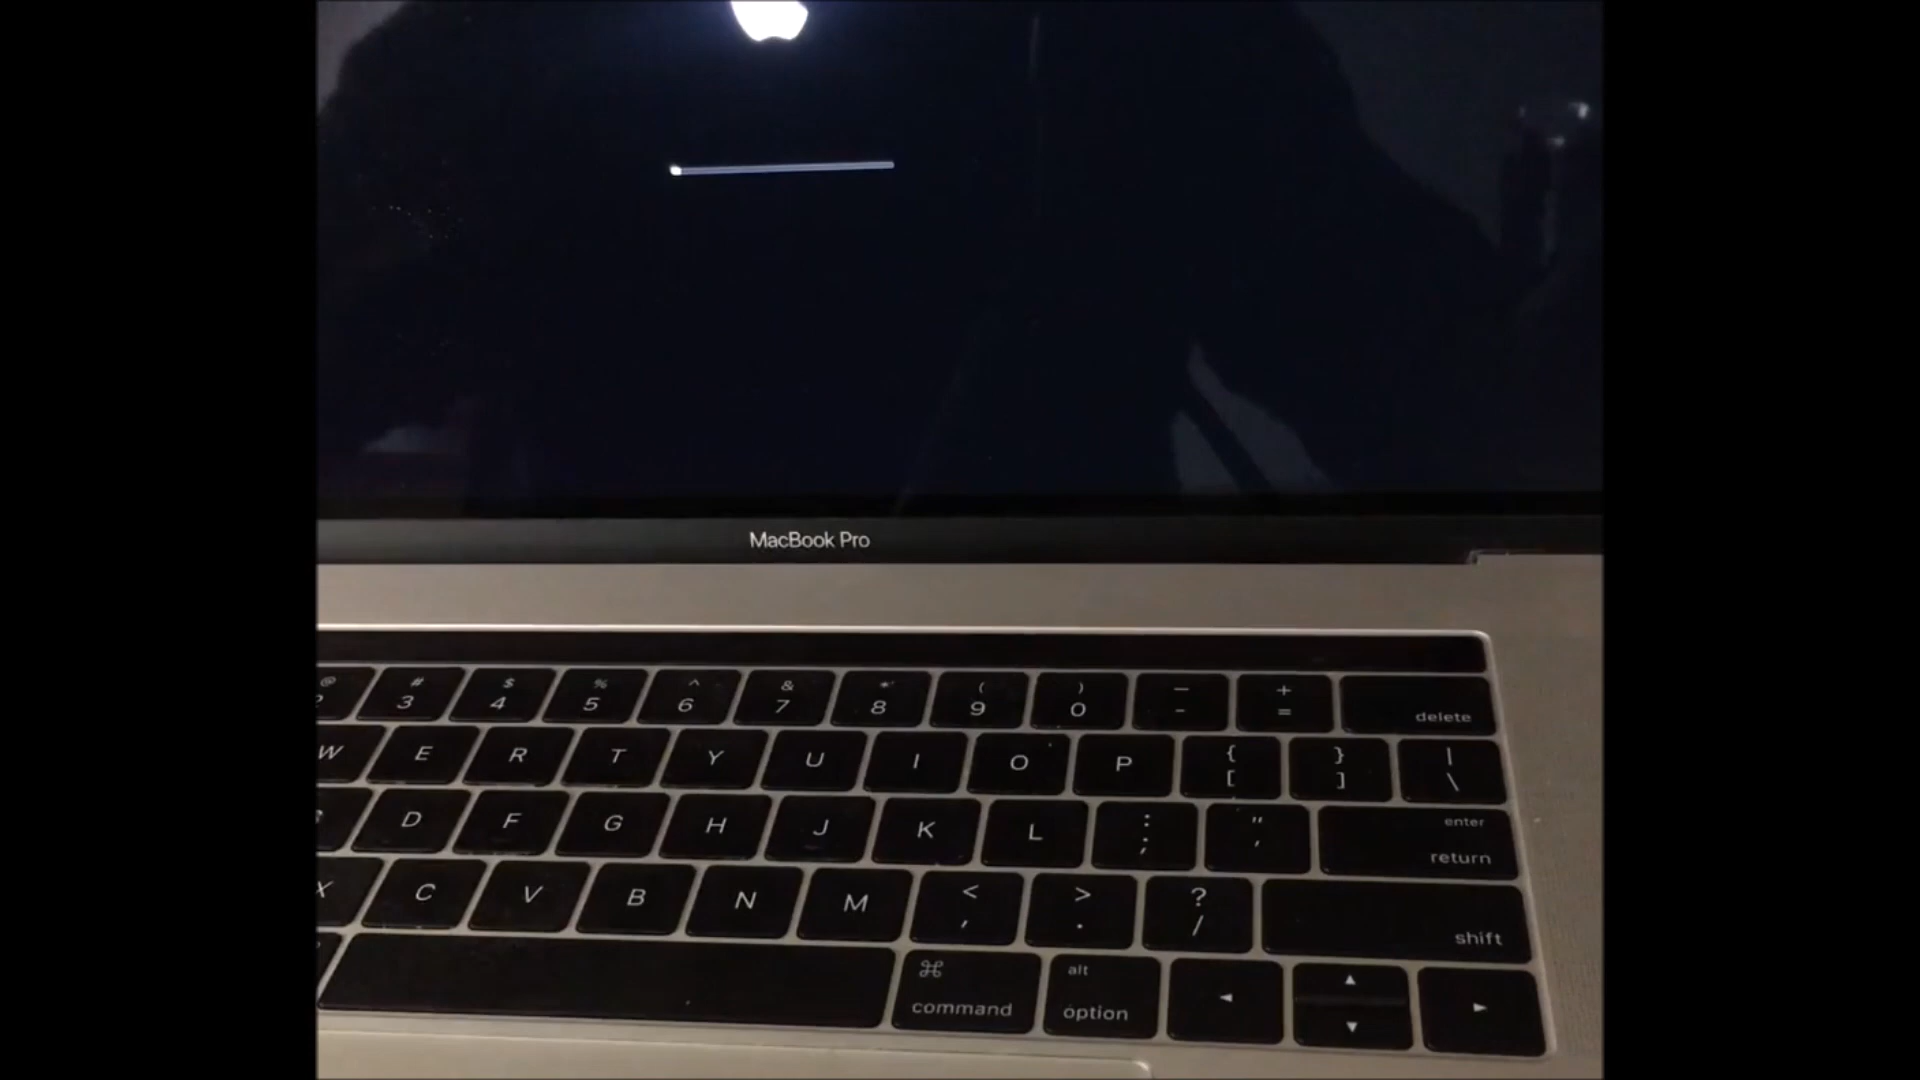 MacBook Pro
@ # $ % ^ & * ( ) — +
3 4 5 6 7 8 9 0 - = delete
W E R T Y U I O P { } |
[ ] \
D F G H J K L : " enter
; ' return
X C V B N M < > ?
, . / shift
⌘ alt ▲
command option ◄ ▼ ►